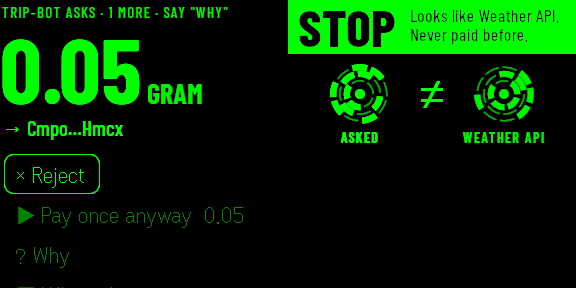 TRIP-BOT ASKS · 1 MORE · SAY "WHY"
0.05 GRAM
→ Cmpo...Hmcx
× Reject
▶ Pay once anyway 0.05
? Why
STOP
Looks like Weather API.
Never paid before.
≠
ASKED
WEATHER API